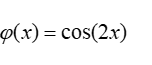 φ(x) = cos(2x)